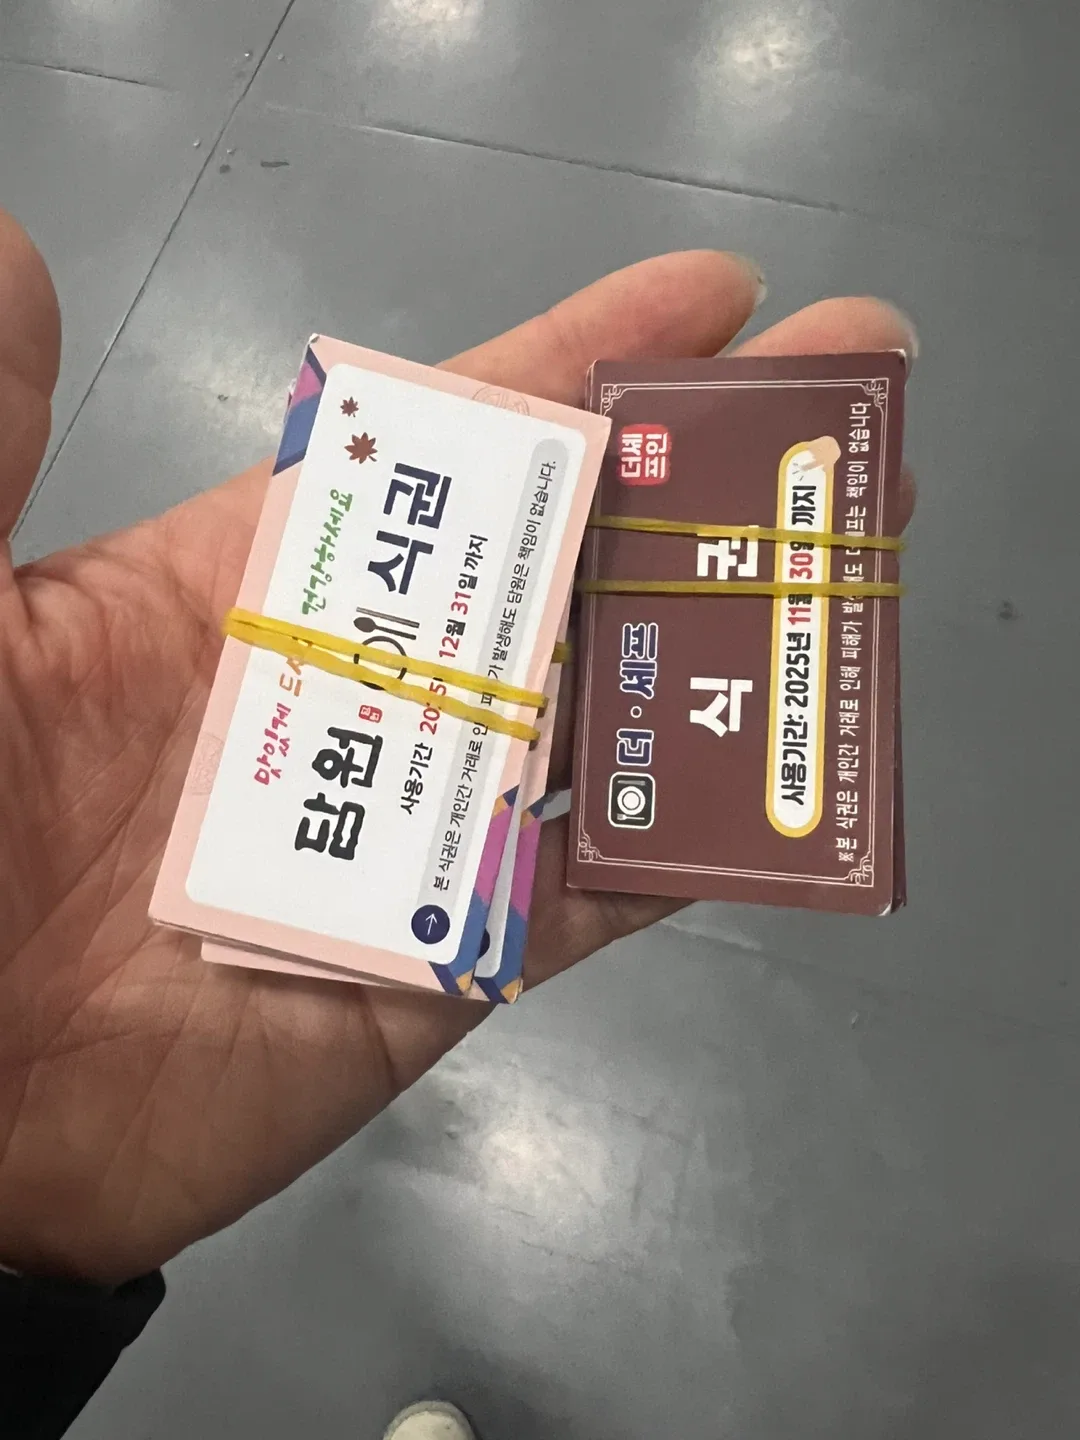 맛있게 드세
건강하세요
담원 식권
사용기간 2025 12월 31일 까지
본 식권은 개인간 거래로 인 피 가 발생해도 담원은 책임이 없습니다.
더셰
프인
더·셰프
식 권
사용기간: 2025년 11월 30일 까지
※본 식권은 개인간 거래로 인해 피해가 발생해도 더셰프는 책임이 없습니다